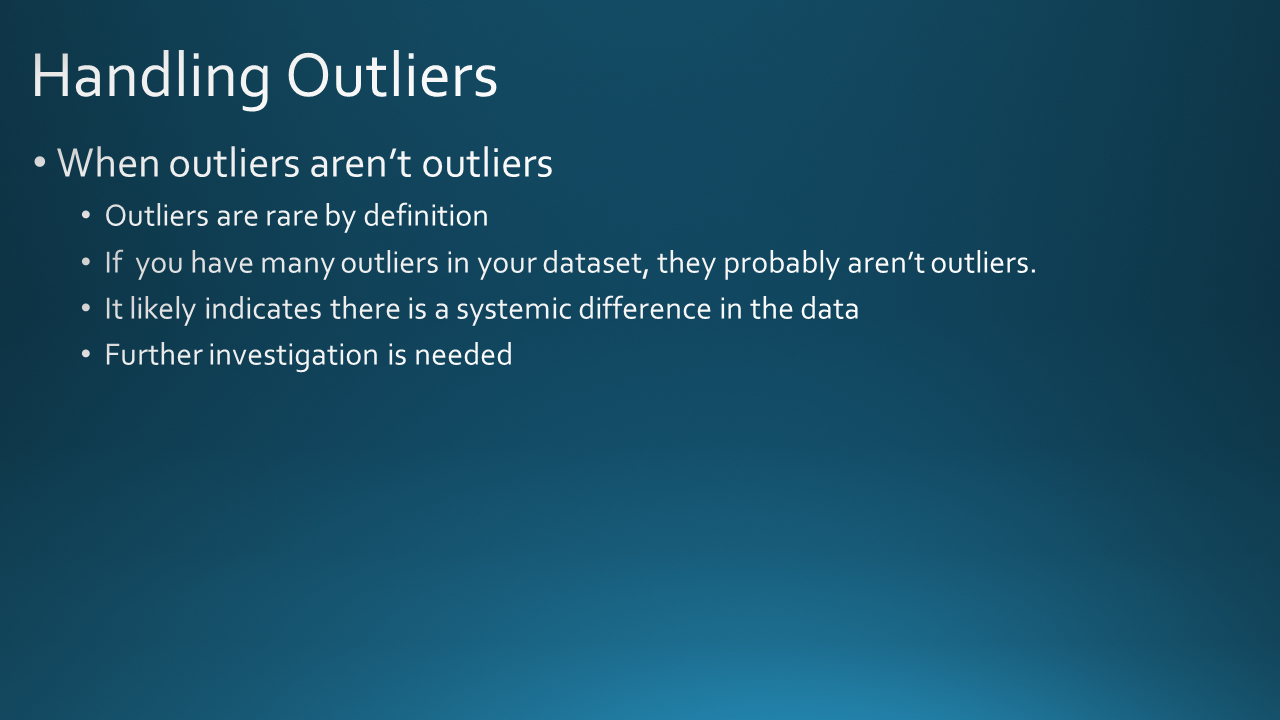 Handling Outliers
• When outliers aren’t outliers
• Outliers are rare by definition
• If  you have many outliers in your dataset, they probably aren’t outliers.
• It likely indicates there is a systemic difference in the data
• Further investigation is needed